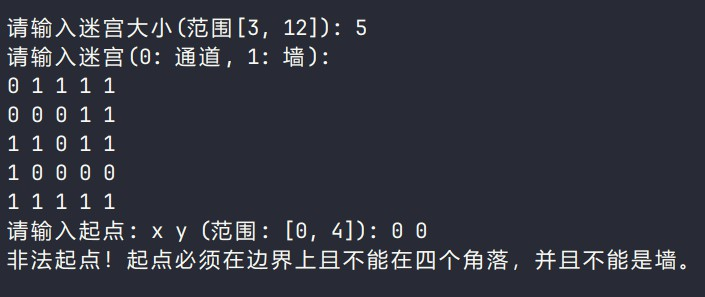 请输入迷宫大小(范围[3, 12]): 5
请输入迷宫(0: 通道, 1: 墙):
0 1 1 1 1
0 0 0 1 1
1 1 0 1 1
1 0 0 0 0
1 1 1 1 1
请输入起点: x y (范围: [0, 4]): 0 0
非法起点! 起点必须在边界上且不能在四个角落, 并且不能是墙。